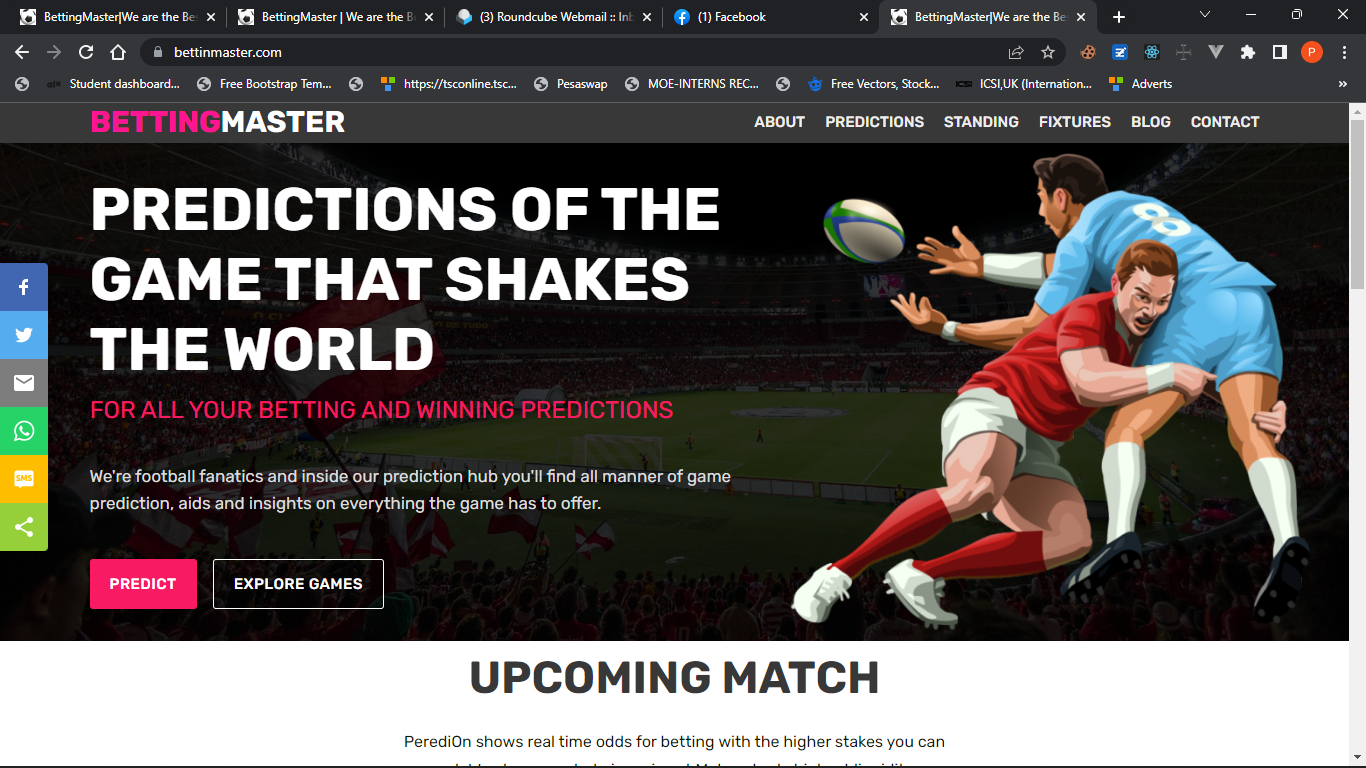 BettingMaster|We are the Bes
BettingMaster | We are the B
(3) Roundcube Webmail :: Inb
(1) Facebook
BettingMaster|We are the Bes
bettinmaster.com
P
Student dashboard...
Free Bootstrap Tem...
https://tsconline.tsc...
Pesaswap
MOE-INTERNS REC...
Free Vectors, Stock...
ICSI,UK (Internation...
Adverts
»
BETTINGMASTER
ABOUT PREDICTIONS STANDING FIXTURES BLOG CONTACT
PREDICTIONS OF THE
GAME THAT SHAKES
THE WORLD
FOR ALL YOUR BETTING AND WINNING PREDICTIONS
We're football fanatics and inside our prediction hub you'll find all manner of game
prediction, aids and insights on everything the game has to offer.
PREDICT
EXPLORE GAMES
SMS
8
UPCOMING MATCH
PerediOn shows real time odds for betting with the higher stakes you can